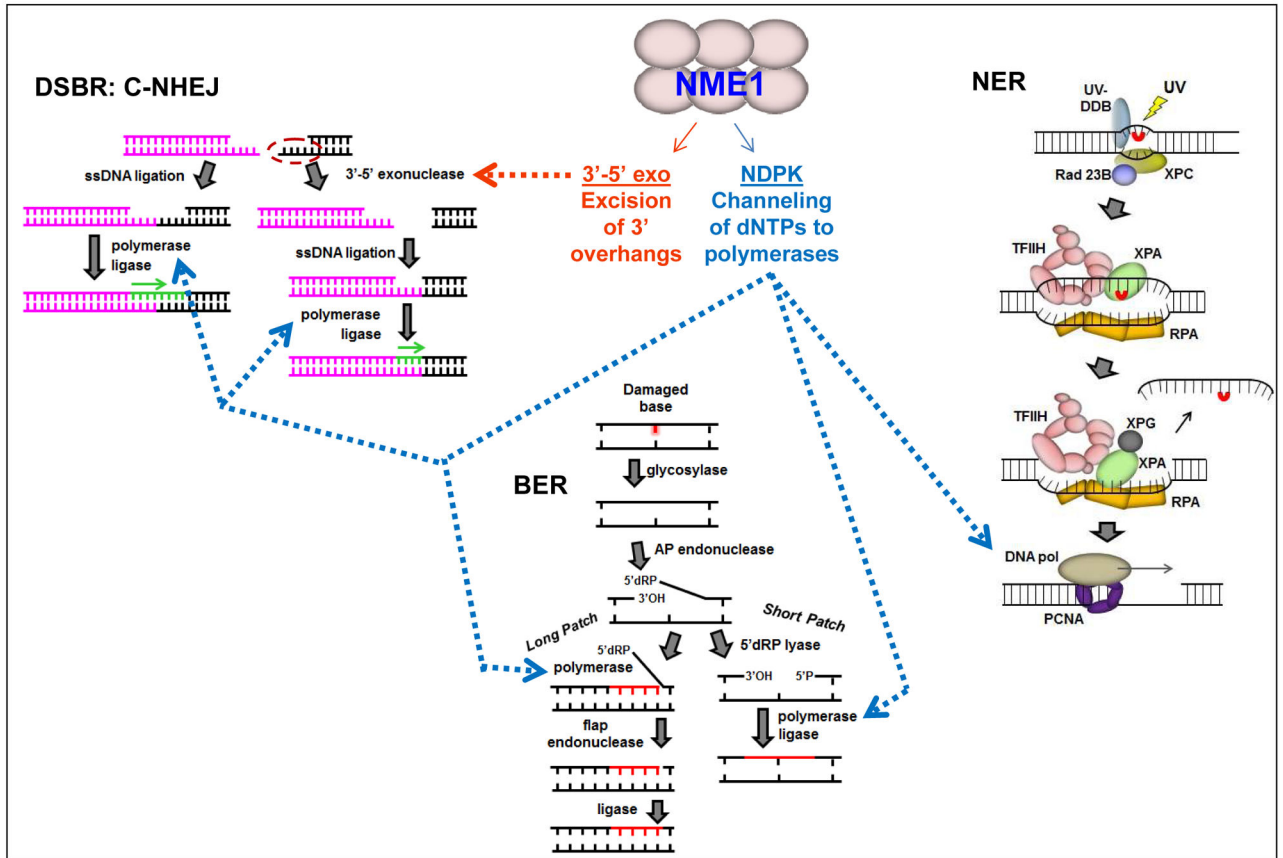 NME1
DSBR: C-NHEJ
ssDNA ligation
3'-5' exonuclease
polymerase
ligase
ssDNA ligation
polymerase
ligase
3'-5' exo
Excision
of 3'
overhangs
NDPK
Channeling
of dNTPs to
polymerases
BER
Damaged
base
glycosylase
AP endonuclease
5'dRP
3'OH
Long Patch
Short Patch
5'dRP
polymerase
flap
endonuclease
ligase
5'dRP lyase
3'OH
5'P
polymerase
ligase
NER
UV-
DDB
UV
Rad 23B
XPC
TFIIH
XPA
RPA
TFIIH
XPG
XPA
RPA
DNA pol
PCNA